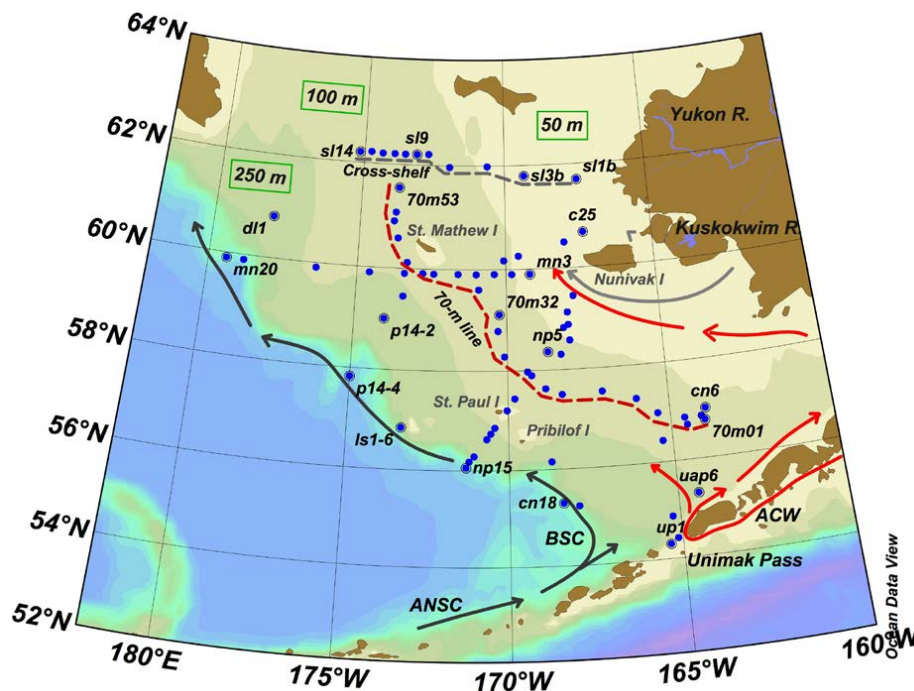 64°N
100 m
50 m
Yukon R.
62°N
sl14
sl9
Cross-shelf
sl3b
sl1b
250 m
70m53
c25
Kuskokwim R.
dl1
St. Mathew I
60°N
mn20
mn3
Nunivak I
70-m line
70m32
p14-2
np5
58°N
p14-4
St. Paul I
cn6
ls1-6
Pribilof I
70m01
56°N
np15
uap6
cn18
up1
ACW
BSC
Unimak Pass
54°N
ANSC
52°N
180°E
175°W
170°W
165°W
160°W
Ocean Data View